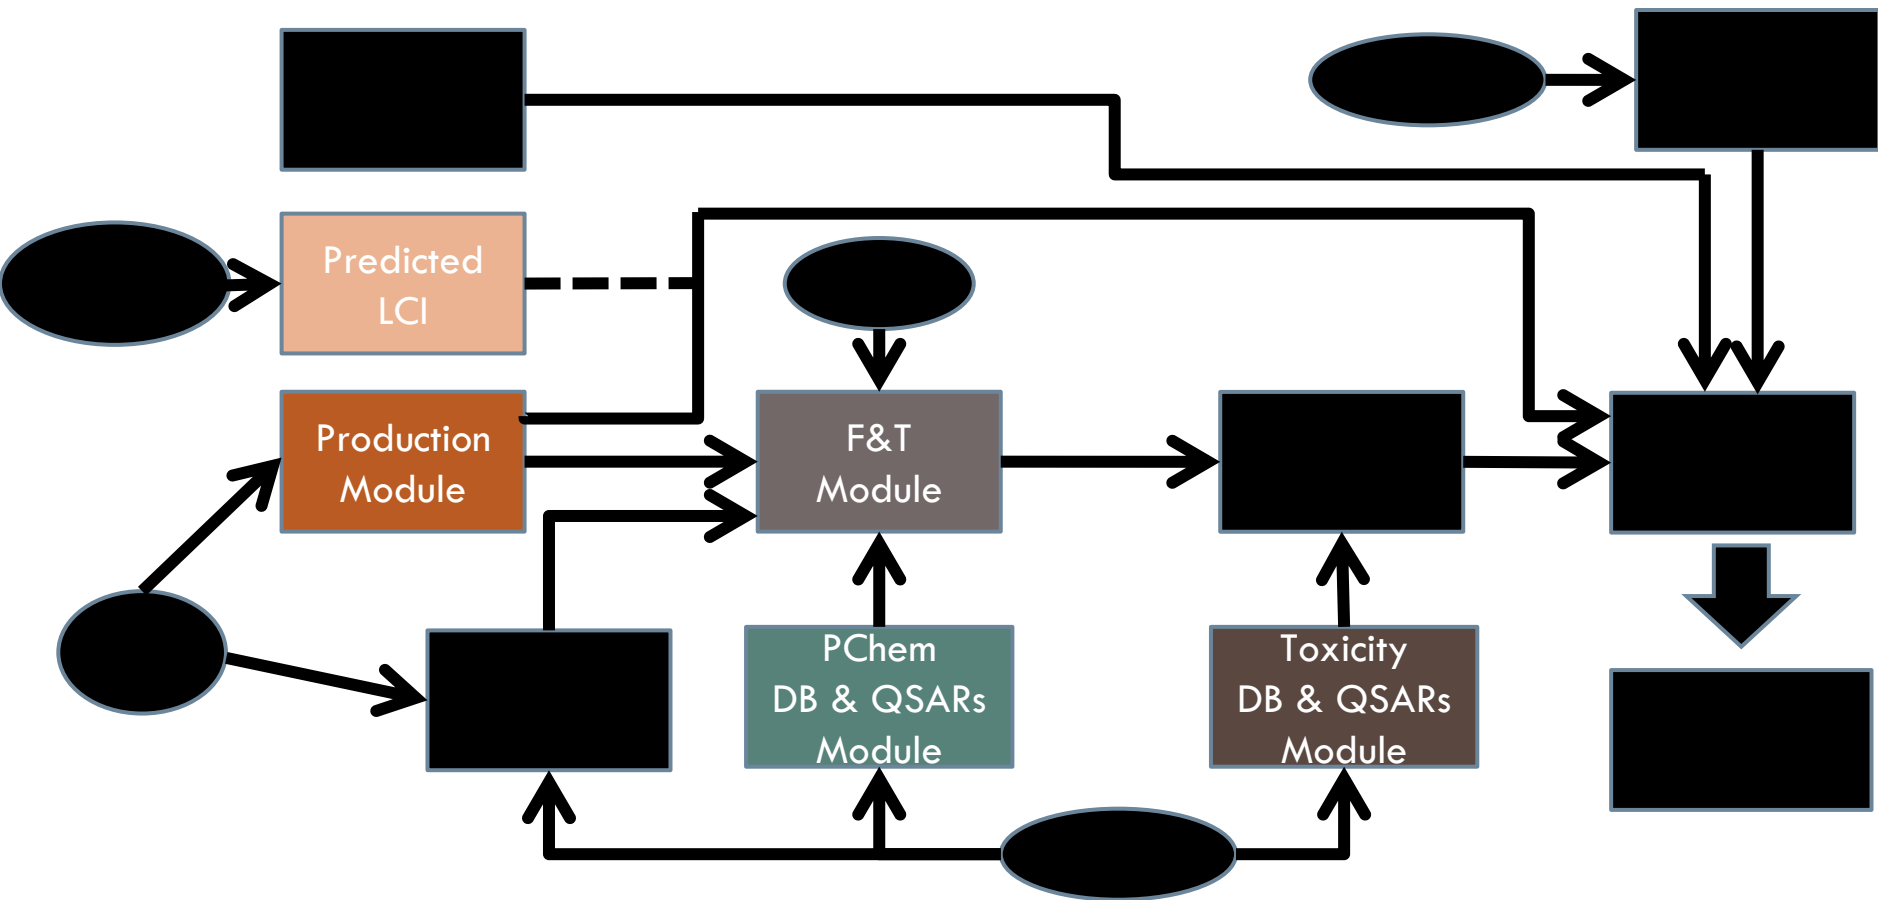 Predicted
LCI
Production
Module
F&T
Module
PChem
DB & QSARs
Module
Toxicity
DB & QSARs
Module